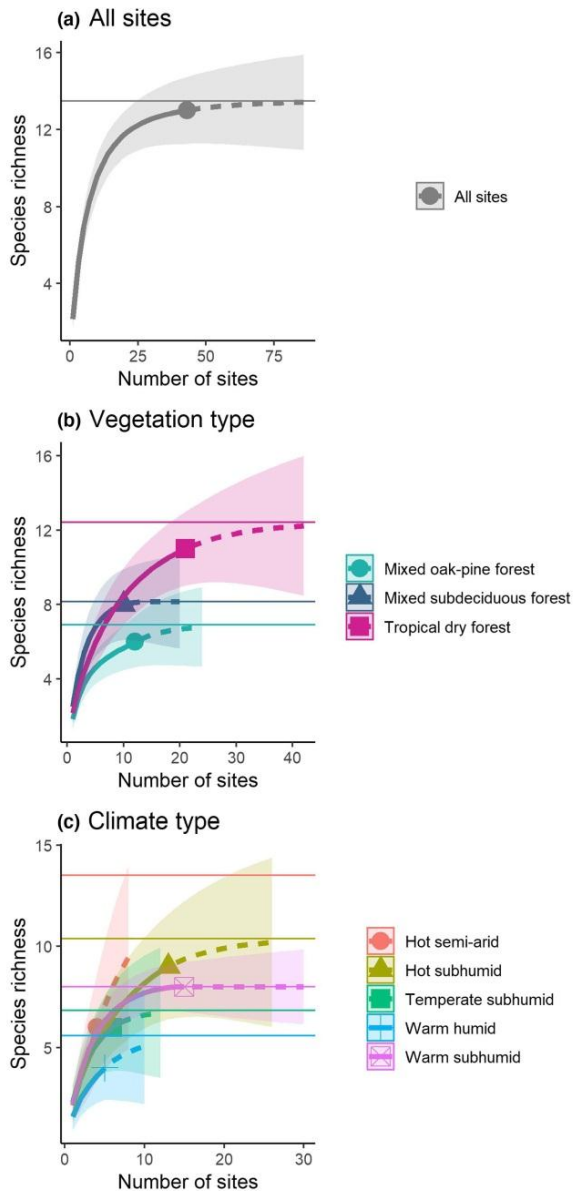 (a) All sites
16
12
8
4
Species richness
0 25 50 75
Number of sites
All sites
(b) Vegetation type
16
12
8
4
Species richness
0 10 20 30 40
Number of sites
Mixed oak-pine forest
Mixed subdeciduous forest
Tropical dry forest
(c) Climate type
15
10
5
Species richness
0 10 20 30
Number of sites
Hot semi-arid
Hot subhumid
Temperate subhumid
Warm humid
Warm subhumid